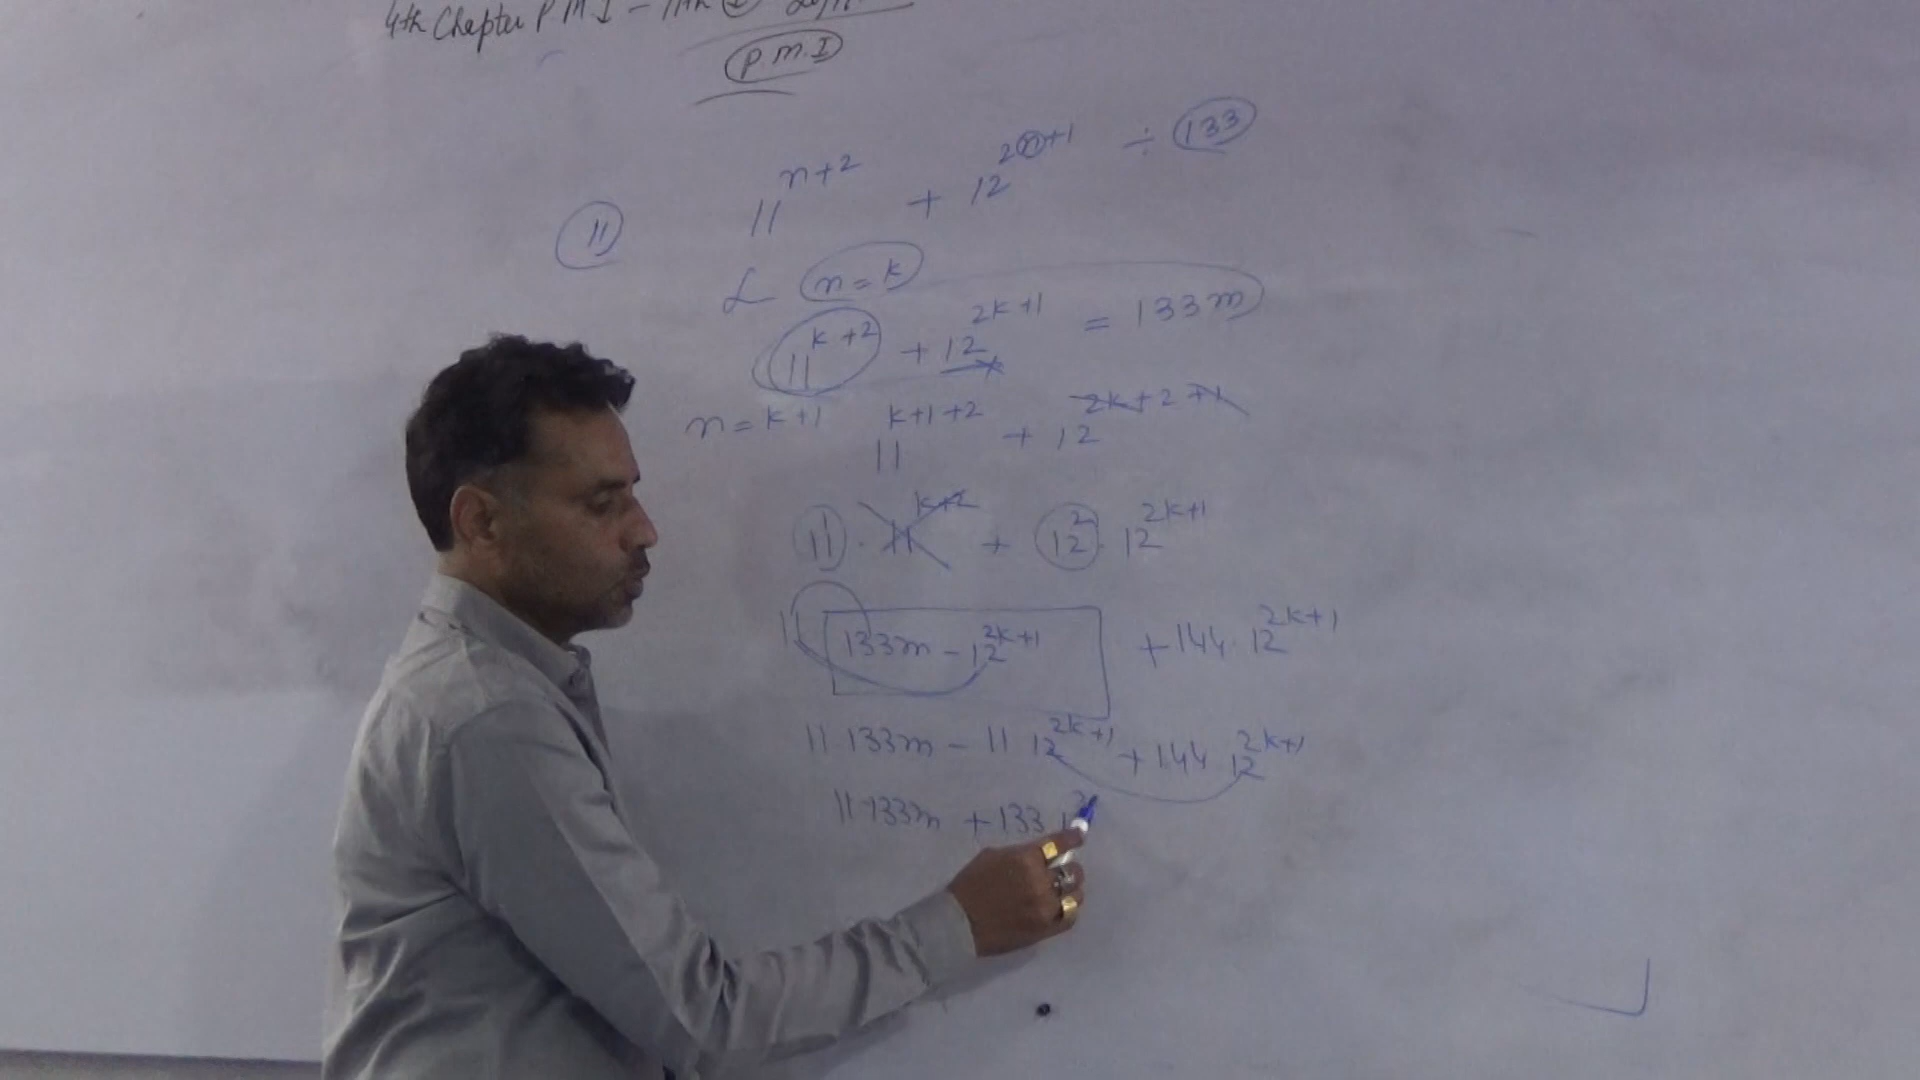 4th Chapter P.M.I - 11th
P.M.I
11^{n+2} + 12^{2n+1} ÷ 133
11
n=k
11^{k+2} + 12^{2k+1} = 133m
n=k+1 11^{k+1+2} + 12^{2k+2+1}
11 · 11^{k+2} + 12^2 · 12^{2k+1}
11 133m - 12^{2k+1} + 144 · 12^{2k+1}
11 133m - 11 12^{2k+1} + 144 12^{2k+1}
11 133m + 133